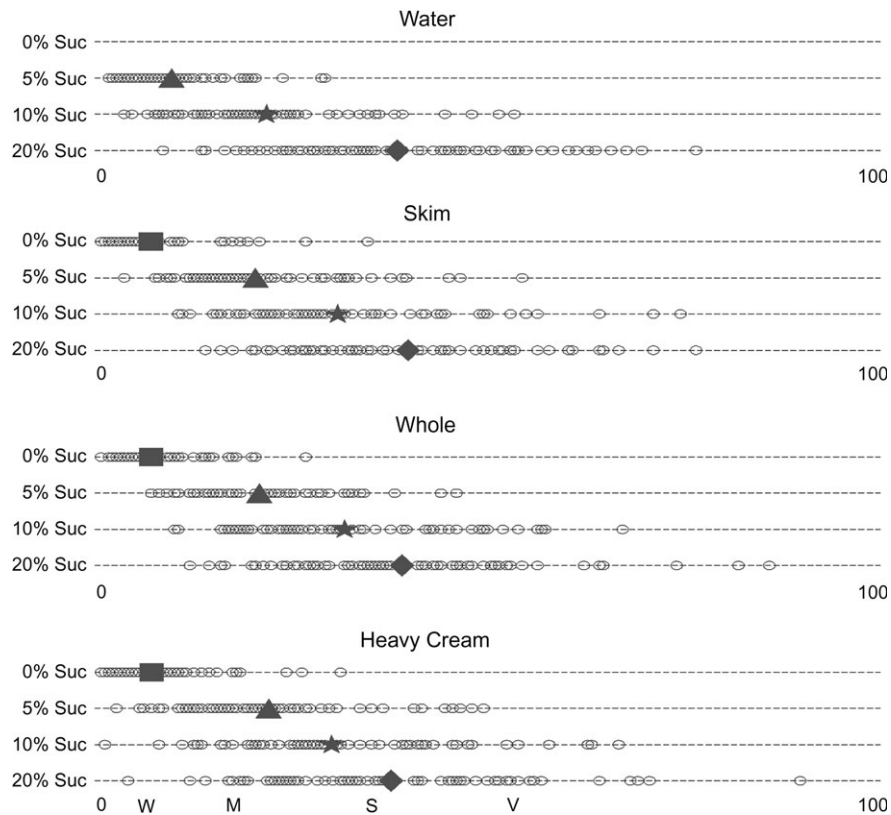 Water
0% Suc
5% Suc
10% Suc
20% Suc
0 100
Skim
0% Suc
5% Suc
10% Suc
20% Suc
0 100
Whole
0% Suc
5% Suc
10% Suc
20% Suc
0 100
Heavy Cream
0% Suc
5% Suc
10% Suc
20% Suc
0 W M S V 100